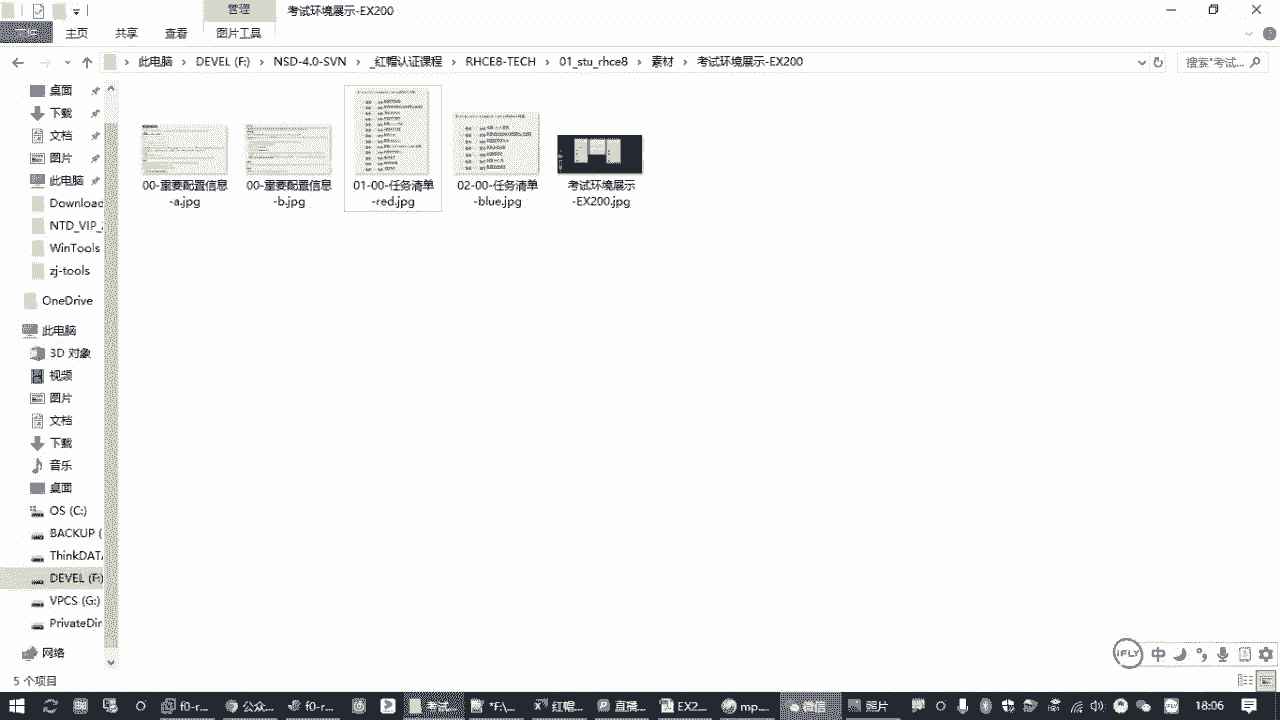 管理
考试环境展示-EX200
主页
共享
查看
图片工具
此电脑
DEVEL (F:)
NSD-4.0-SVN
_红帽认证课程
RHCE8-TECH
01_stu_rhce8
素材
考试环境展示-EX200
搜索"考试...
桌面
下载
文档
图片
此电脑
Downloac
NTD_VIP_
WinTools
zj-tools
OneDrive
此电脑
3D 对象
视频
图片
文档
下载
音乐
桌面
OS (C:)
BACKUP (
ThinkDAT
DEVEL (F:)
VPCS (G:)
PrivateDir
网络
00-重要配置信息
-a.jpg
00-重要配置信息
-b.jpg
01-00-任务清单
-red.jpg
02-00-任务清单
-blue.jpg
考试环境展示
-EX200.jpg
iFLY
中
5 个项目
f0-r...
公众...
f0-r...
考试...
*F:\...
红帽...
直播...
EX2...
mp...
微信
图片
18:06